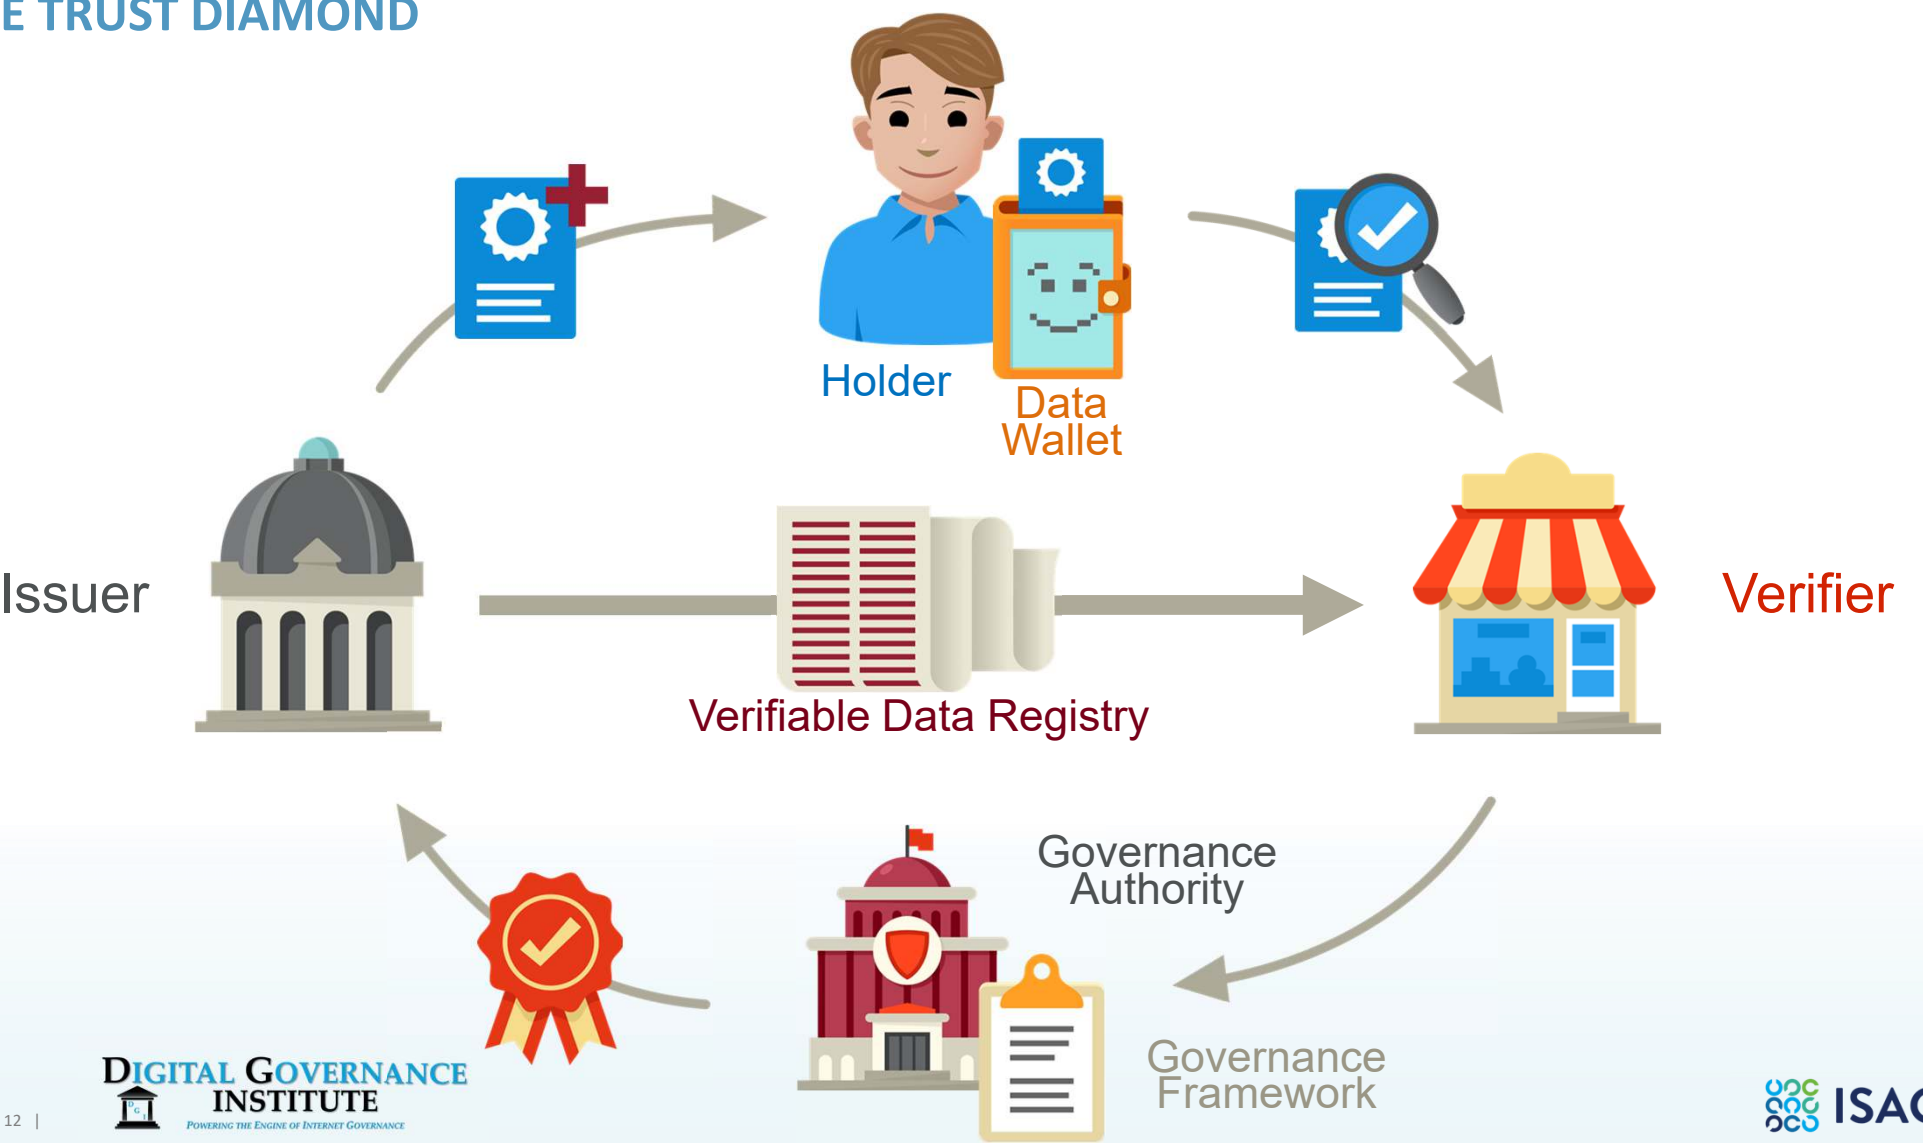 E TRUST DIAMOND
Holder
Data
Wallet
Issuer
Verifier
Verifiable Data Registry
Governance
Authority
Governance
Framework
DIGITAL GOVERNANCE
INSTITUTE
D G I
POWERING THE ENGINE OF INTERNET GOVERNANCE
12 |
ISAC